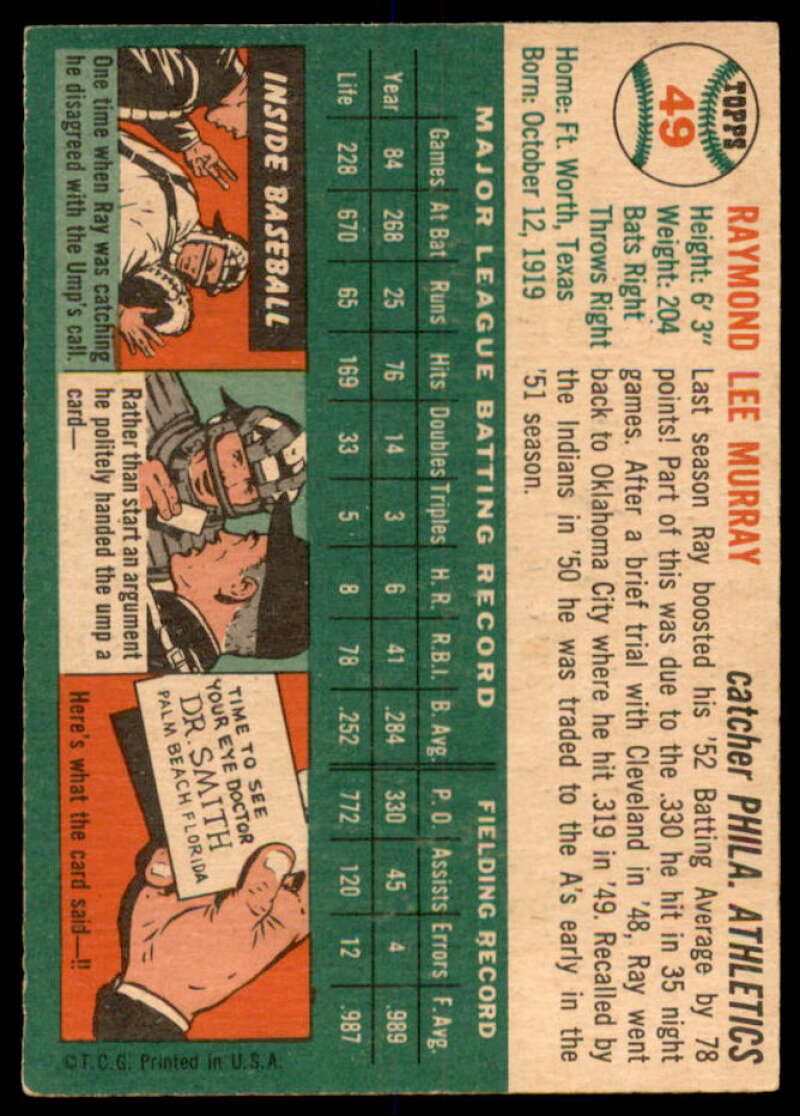 TOPPS
49
RAYMOND LEE MURRAY
catcher PHILA. ATHLETICS
Height: 6' 3"
Weight: 204
Bats Right
Throws Right
Home: Ft. Worth, Texas
Born: October 12, 1919
Last season Ray boosted his '52 Batting Average by 78
points! Part of this was due to the .330 he hit in 35 night
games. After a brief trial with Cleveland in '48, Ray went
back to Oklahoma City where he hit .319 in '49. Recalled by
the Indians in '50 he was traded to the A's early in the
'51 season.
MAJOR LEAGUE BATTING RECORD
FIELDING RECORD
Games At Bat Runs Hits Doubles Triples H. R. R.B.I. B. Avg. P. O. Assists Errors F. Avg.
Year 84 268 25 76 14 3 6 41 .284 330 45 4 .989
Life 228 670 65 169 33 5 8 78 .252 772 120 12 .987
INSIDE BASEBALL
One time when Ray was catching
he disagreed with the Ump's call.
Rather than start an argument
he politely handed the ump a
card—
TIME TO SEE
YOUR EYE DOCTOR
DR. SMITH
PALM BEACH FLORIDA
Here's what the card said—!!
©T.C.G. Printed in U.S.A.